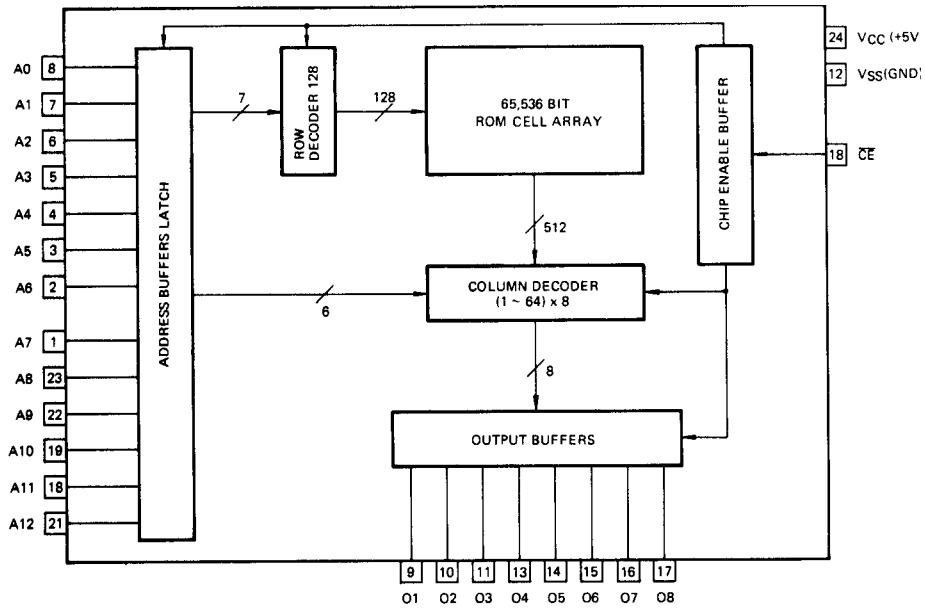 A0 8
A1 7
A2 6
A3 5
A4 4
A5 3
A6 2
A7 1
A8 23
A9 22
A10 19
A11 18
A12 21
ADDRESS BUFFERS LATCH
7
ROW
DECODER 128
128
65,536 BIT
ROM CELL ARRAY
512
6
COLUMN DECODER
(1 ~ 64) x 8
8
OUTPUT BUFFERS
CHIP ENABLE BUFFER
24 VCC (+5V
12 VSS(GND)
18 C̅E̅
9 10 11 13 14 15 16 17
O1 O2 O3 O4 O5 O6 O7 O8